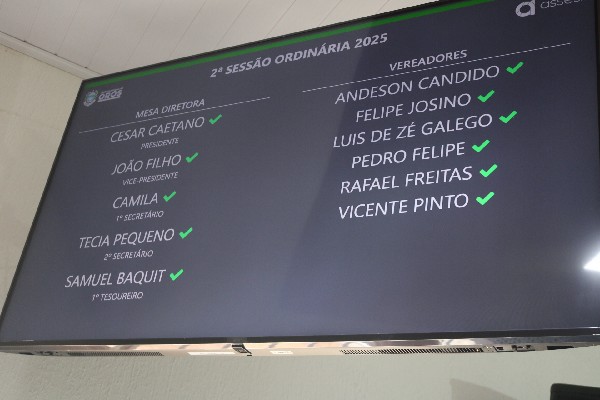 2ª SESSÃO ORDINÁRIA 2025
MESA DIRETORA
CESAR CAETANO
PRESIDENTE
JOÃO FILHO
VICE-PRESIDENTE
CAMILA
1º SECRETÁRIO
TECIA PEQUENO
2º SECRETÁRIO
SAMUEL BAQUIT
1º TESOUREIRO
VEREADORES
ANDESON CANDIDO
FELIPE JOSINO
LUIS DE ZÉ GALEGO
PEDRO FELIPE
RAFAEL FREITAS
VICENTE PINTO